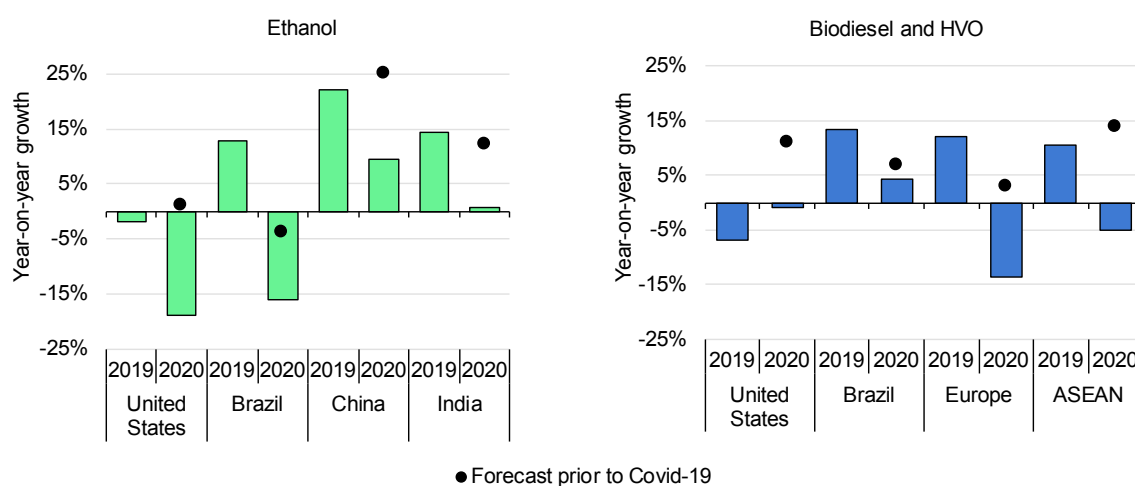 Ethanol
Year-on-year growth
25%
15%
5%
-5%
-15%
-25%
2019 2020 2019 2020 2019 2020 2019 2020
United States Brazil China India
Biodiesel and HVO
Year-on-year growth
25%
15%
5%
-5%
-15%
-25%
2019 2020 2019 2020 2019 2020 2019 2020
United States Brazil Europe ASEAN
Forecast prior to Covid-19